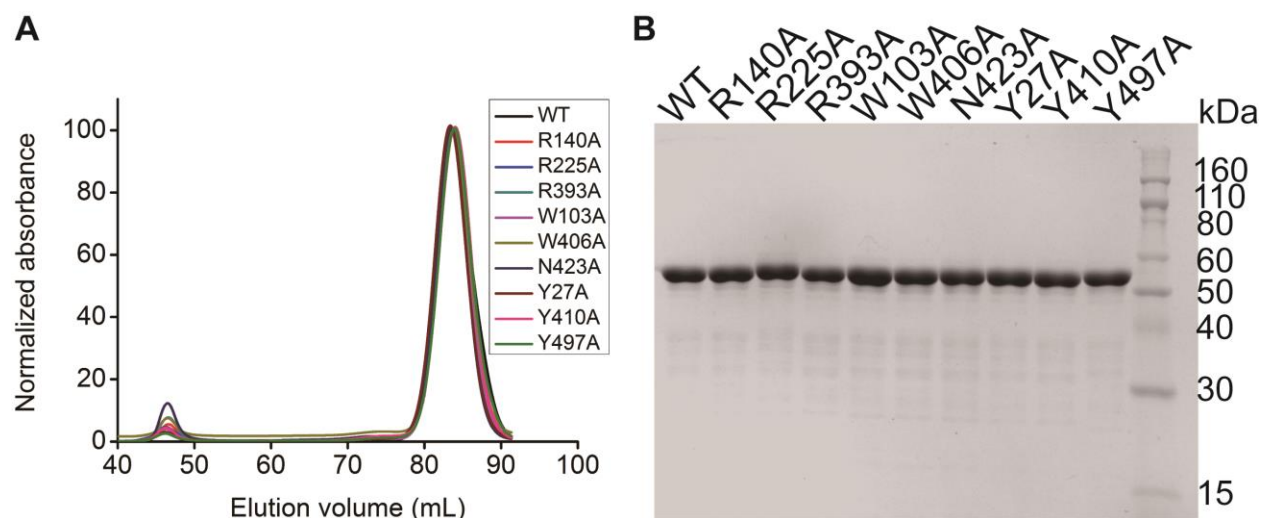 A
Normalized absorbance
100
80
60
40
20
0
40 50 60 70 80 90 100
Elution volume (mL)
WT
R140A
R225A
R393A
W103A
W406A
N423A
Y27A
Y410A
Y497A
B
WT R140A R225A R393A W103A W406A N423A Y27A Y410A Y497A
kDa
160
110
80
60
50
40
30
15